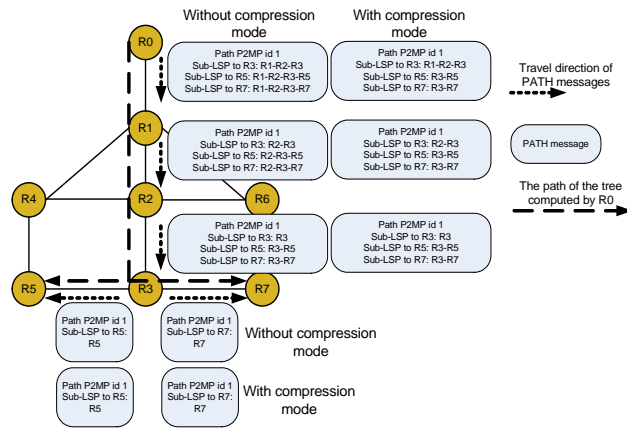 Without compression
mode
With compression
mode
R0
Path P2MP id 1
Sub-LSP to R3: R1-R2-R3
Sub-LSP to R5: R1-R2-R3-R5
Sub-LSP to R7: R1-R2-R3-R7
Path P2MP id 1
Sub-LSP to R3: R1-R2-R3
Sub-LSP to R5: R3-R5
Sub-LSP to R7: R3-R7
Travel direction of
PATH messages
R1
Path P2MP id 1
Sub-LSP to R3: R2-R3
Sub-LSP to R5: R2-R3-R5
Sub-LSP to R7: R2-R3-R7
Path P2MP id 1
Sub-LSP to R3: R2-R3
Sub-LSP to R5: R3-R5
Sub-LSP to R7: R3-R7
PATH message
The path of the tree
computed by R0
R4
R2
R6
Path P2MP id 1
Sub-LSP to R3: R3
Sub-LSP to R5: R3-R5
Sub-LSP to R7: R3-R7
Path P2MP id 1
Sub-LSP to R3: R3
Sub-LSP to R5: R3-R5
Sub-LSP to R7: R3-R7
R5
R3
R7
Path P2MP id 1
Sub-LSP to R5:
R5
Path P2MP id 1
Sub-LSP to R7:
R7
Without compression
mode
Path P2MP id 1
Sub-LSP to R5:
R5
Path P2MP id 1
Sub-LSP to R7:
R7
With compression
mode